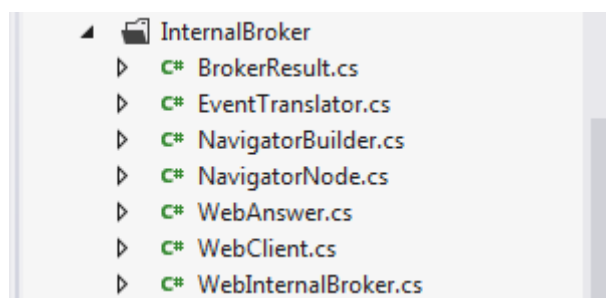 InternalBroker
C# BrokerResult.cs
C# EventTranslator.cs
C# NavigatorBuilder.cs
C# NavigatorNode.cs
C# WebAnswer.cs
C# WebClient.cs
C# WebInternalBroker.cs